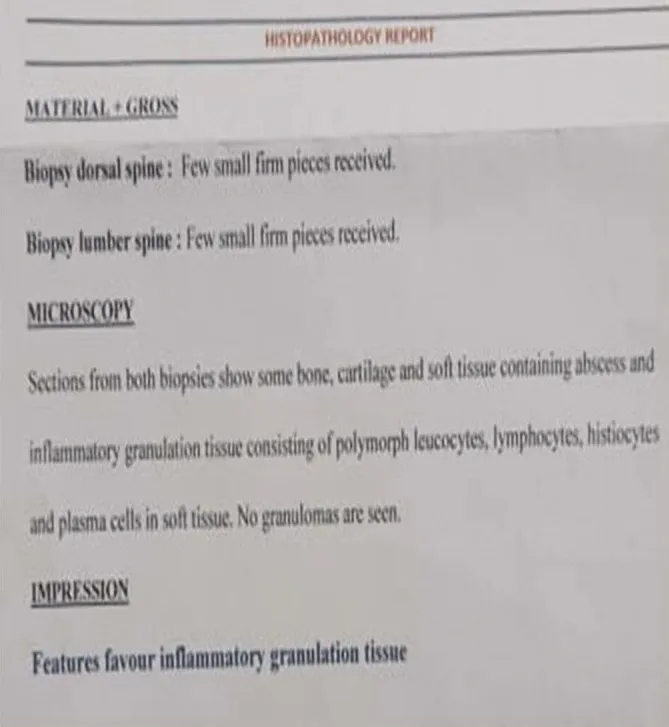 HISTOPATHOLOGY REPORT
MATERIAL + GROSS
Biopsy dorsal spine : Few small firm pieces received.
Biopsy lumber spine : Few small firm pieces received.
MICROSCOPY
Sections from both biopsies show some bone, cartilage and soft tissue containing abscess and
inflammatory granulation tissue consisting of polymorph leucocytes, lymphocytes, histiocytes
and plasma cells in soft tissue. No granulomas are seen.
IMPRESSION
Features favour inflammatory granulation tissue